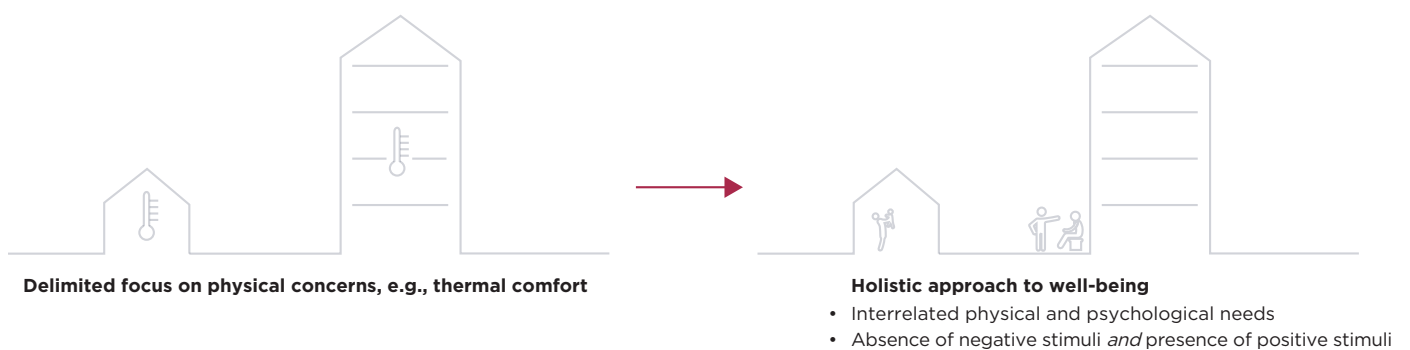 Delimited focus on physical concerns, e.g., thermal comfort
Holistic approach to well-being
• Interrelated physical and psychological needs
• Absence of negative stimuli and presence of positive stimuli